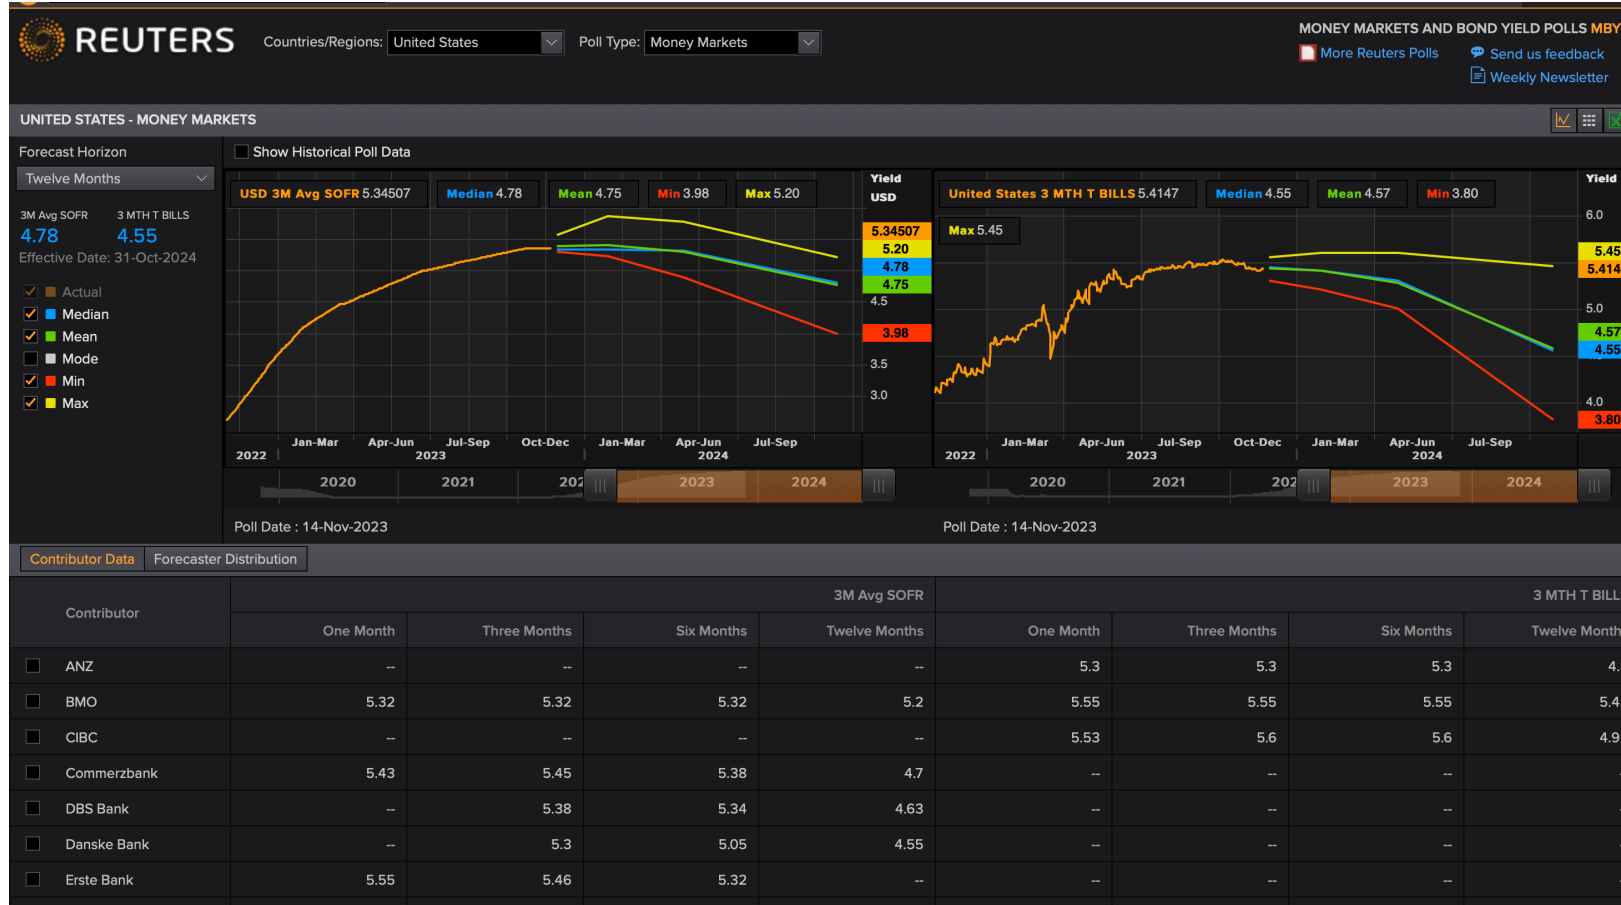 REUTERS
Countries/Regions: United States
Poll Type: Money Markets
MONEY MARKETS AND BOND YIELD POLLS MBY
More Reuters Polls
Send us feedback
Weekly Newsletter
UNITED STATES - MONEY MARKETS
Forecast Horizon
Twelve Months
3M Avg SOFR 3 MTH T BILLS
4.78 4.55
Effective Date: 31-Oct-2024
Actual
Median
Mean
Mode
Min
Max
Show Historical Poll Data
USD 3M Avg SOFR 5.34507 Median 4.78 Mean 4.75 Min 3.98 Max 5.20
Yield
USD
5.34507
5.20
4.78
4.75
4.5
3.98
3.5
3.0
Jan-Mar Apr-Jun Jul-Sep Oct-Dec Jan-Mar Apr-Jun Jul-Sep
2022 2023 2024
2020 2021 202 2023 2024
Poll Date : 14-Nov-2023
United States 3 MTH T BILLS 5.4147 Median 4.55 Mean 4.57 Min 3.80
Max 5.45
Yield
6.0
5.45
5.414
5.0
4.57
4.55
4.0
3.80
Jan-Mar Apr-Jun Jul-Sep Oct-Dec Jan-Mar Apr-Jun Jul-Sep
2022 2023 2024
2020 2021 202 2023 2024
Poll Date : 14-Nov-2023
Contributor Data Forecaster Distribution
Contributor 3M Avg SOFR 3 MTH T BILL
One Month Three Months Six Months Twelve Months One Month Three Months Six Months Twelve Month
ANZ -- -- -- -- 5.3 5.3 5.3 4.
BMO 5.32 5.32 5.32 5.2 5.55 5.55 5.55 5.4
CIBC -- -- -- -- 5.53 5.6 5.6 4.9
Commerzbank 5.43 5.45 5.38 4.7 -- -- --
DBS Bank -- 5.38 5.34 4.63 -- -- --
Danske Bank -- 5.3 5.05 4.55 -- -- --
Erste Bank 5.55 5.46 5.32 -- -- -- --